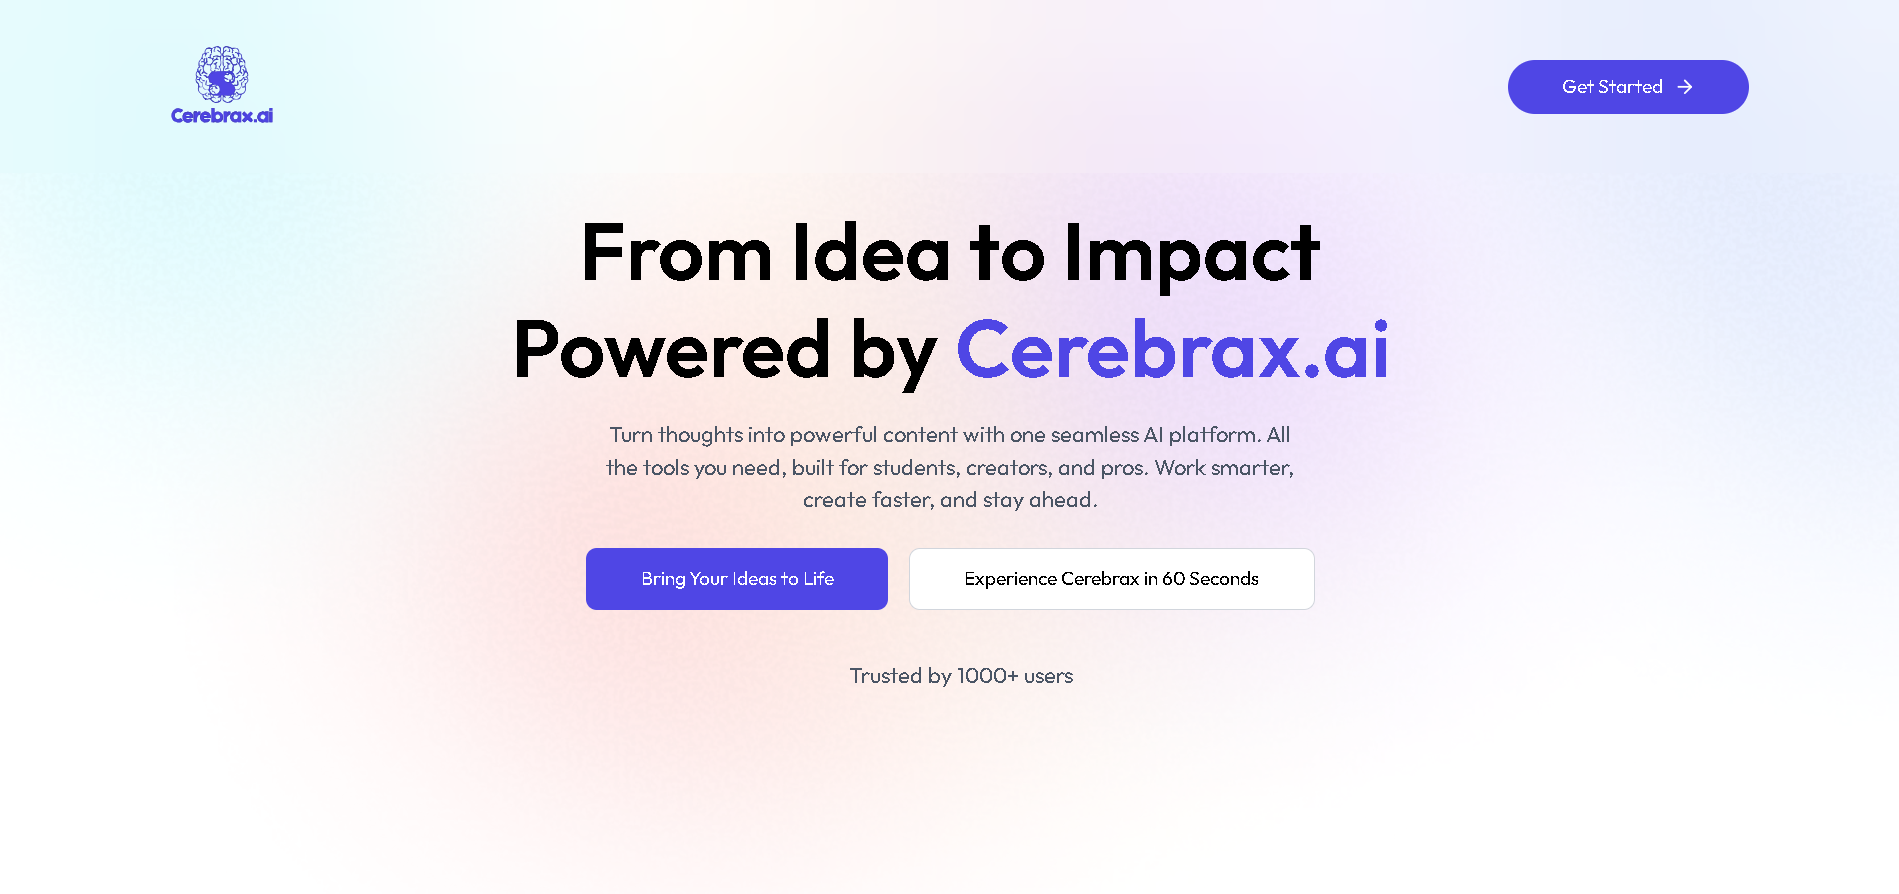 Cerebrax.ai
Get Started
From Idea to Impact
Powered by Cerebrax.ai
Turn thoughts into powerful content with one seamless AI platform. All
the tools you need, built for students, creators, and pros. Work smarter,
create faster, and stay ahead.
Bring Your Ideas to Life
Experience Cerebrax in 60 Seconds
Trusted by 1000+ users